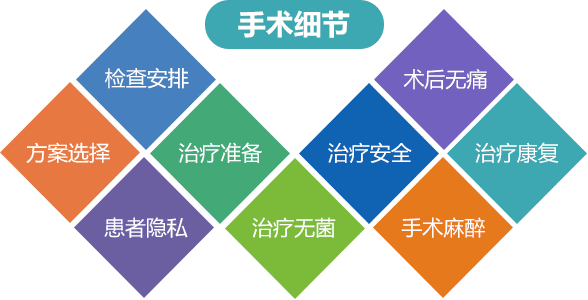 手术细节
检查安排
术后无痛
方案选择
治疗准备
治疗安全
治疗康复
患者隐私
治疗无菌
手术麻醉